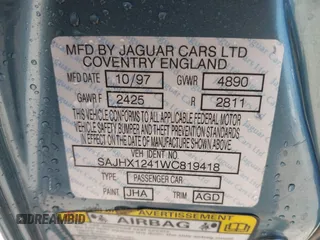 MFD.BY JAGUAR CARS LTD
COVENTRY ENGLAND
MFD DATE 10/97 GVWR 4890
GAWR F 2425 R 2811
THIS VEHICLE CONFORMS TO ALL APPLICABLE FEDERAL MOTOR
VEHICLE SAFETY BUMPER AND THEFT PREVENTION STANDARDS
IN EFFECT ON THE DATE OF MANUFACTURE SHOWN ABOVE
VEH IDENT NO.
SAJHX1241WC819418
TYPE: PASSENGER CAR
PAINT JHA TRIM AGD
AVERTISSEMENT
AIRBAG
DREAMBID